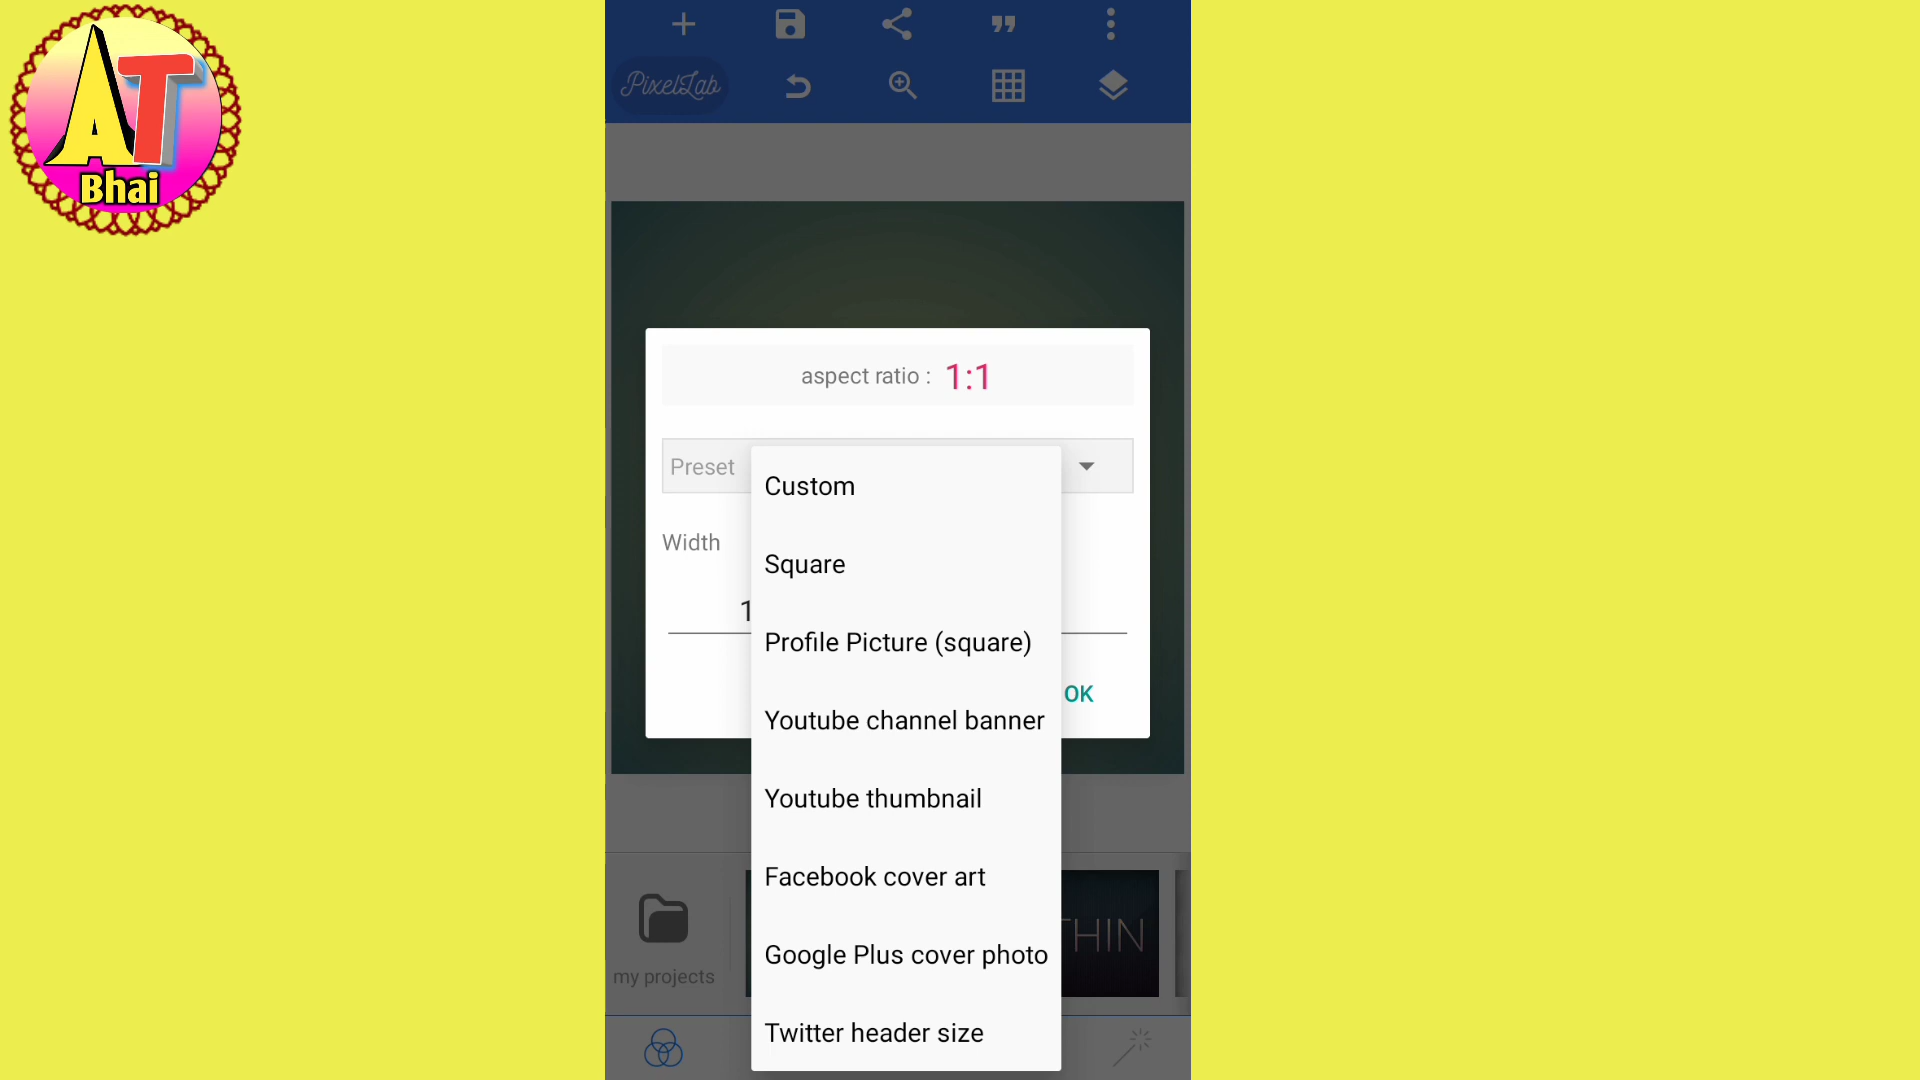 AT
Bhai
PixelLab
aspect ratio : 1:1
Preset
Custom
Width
Square
1
Profile Picture (square)
OK
Youtube channel banner
Youtube thumbnail
Facebook cover art
THIN
Google Plus cover photo
my projects
Twitter header size